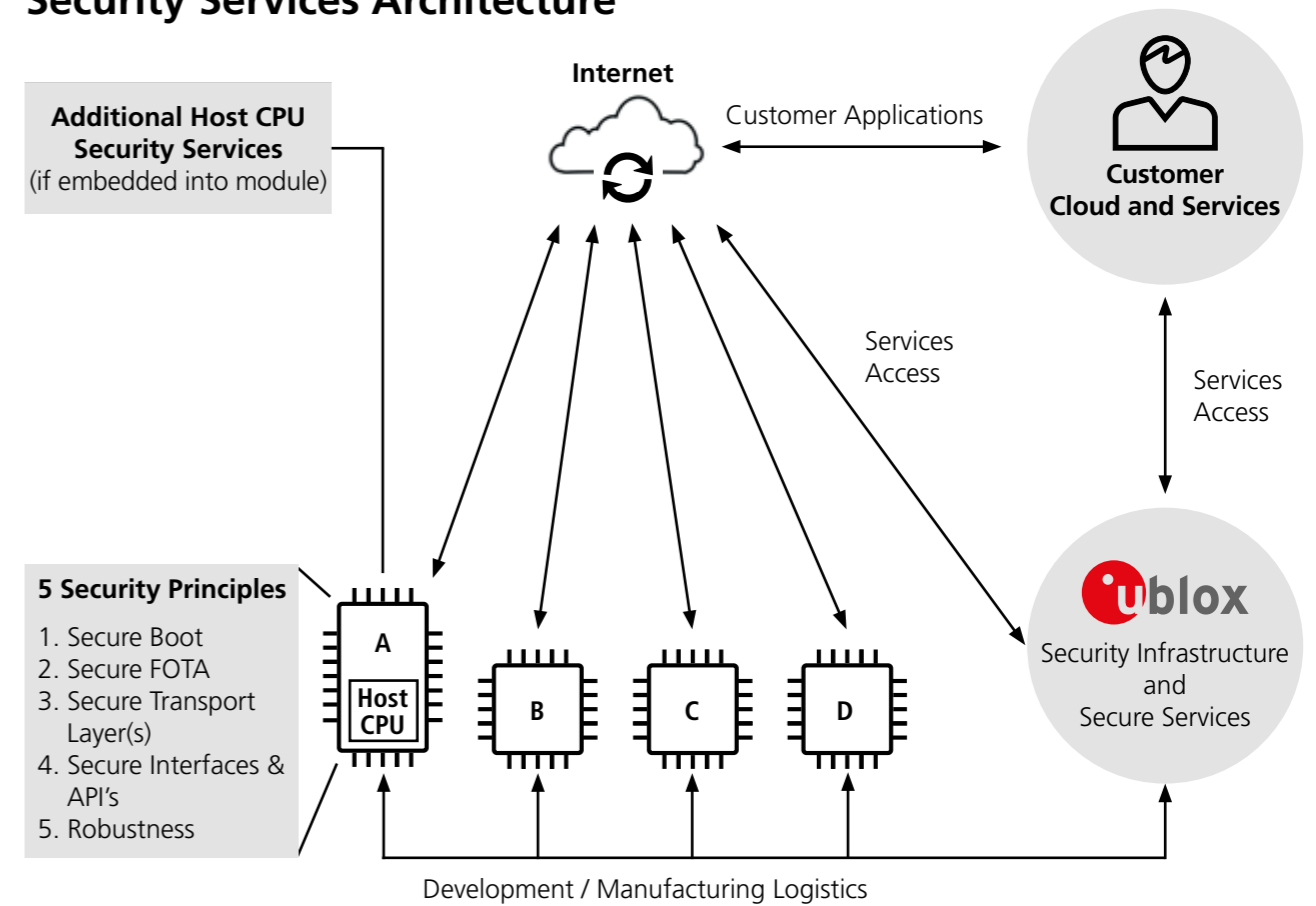 Security Services Architecture
Internet
Additional Host CPU
Security Services
(if embedded into module)
Customer Applications
Customer
Cloud and Services
Services
Access
Services
Access
5 Security Principles
1. Secure Boot
2. Secure FOTA
3. Secure Transport
Layer(s)
4. Secure Interfaces &
API's
5. Robustness
A
Host
CPU
B
C
D
ublox
Security Infrastructure
and
Secure Services
Development / Manufacturing Logistics